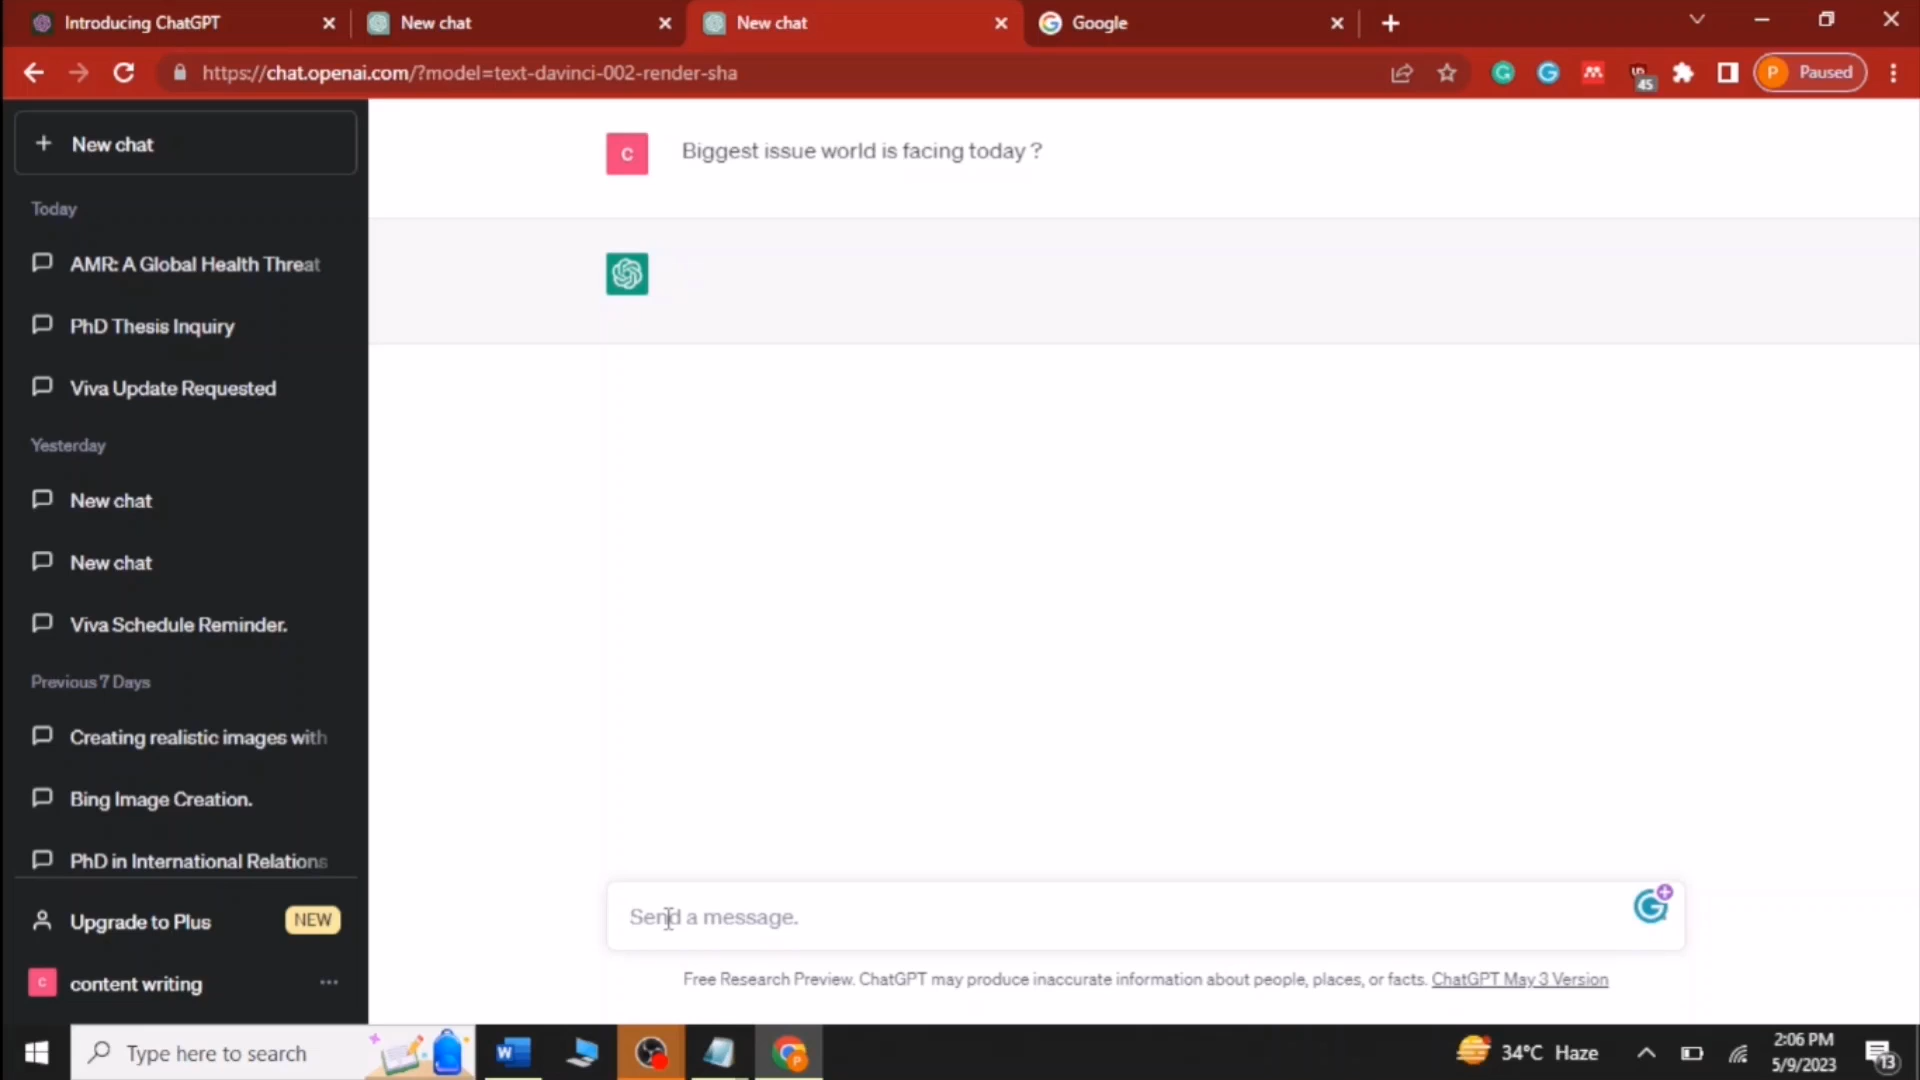 Introducing ChatGPT
New chat
New chat
Google
https://chat.openai.com/?model=text-davinci-002-render-sha
45
P
Paused
New chat
Today
AMR: A Global Health Threat
PhD Thesis Inquiry
Viva Update Requested
Yesterday
New chat
New chat
Viva Schedule Reminder.
Previous 7 Days
Creating realistic images with
Bing Image Creation.
PhD in International Relations
Upgrade to Plus
NEW
C
content writing
C
Biggest issue world is facing today ?
Send a message.
Free Research Preview. ChatGPT may produce inaccurate information about people, places, or facts. ChatGPT May 3 Version
Type here to search
34°C Haze
2:06 PM
5/9/2023
13